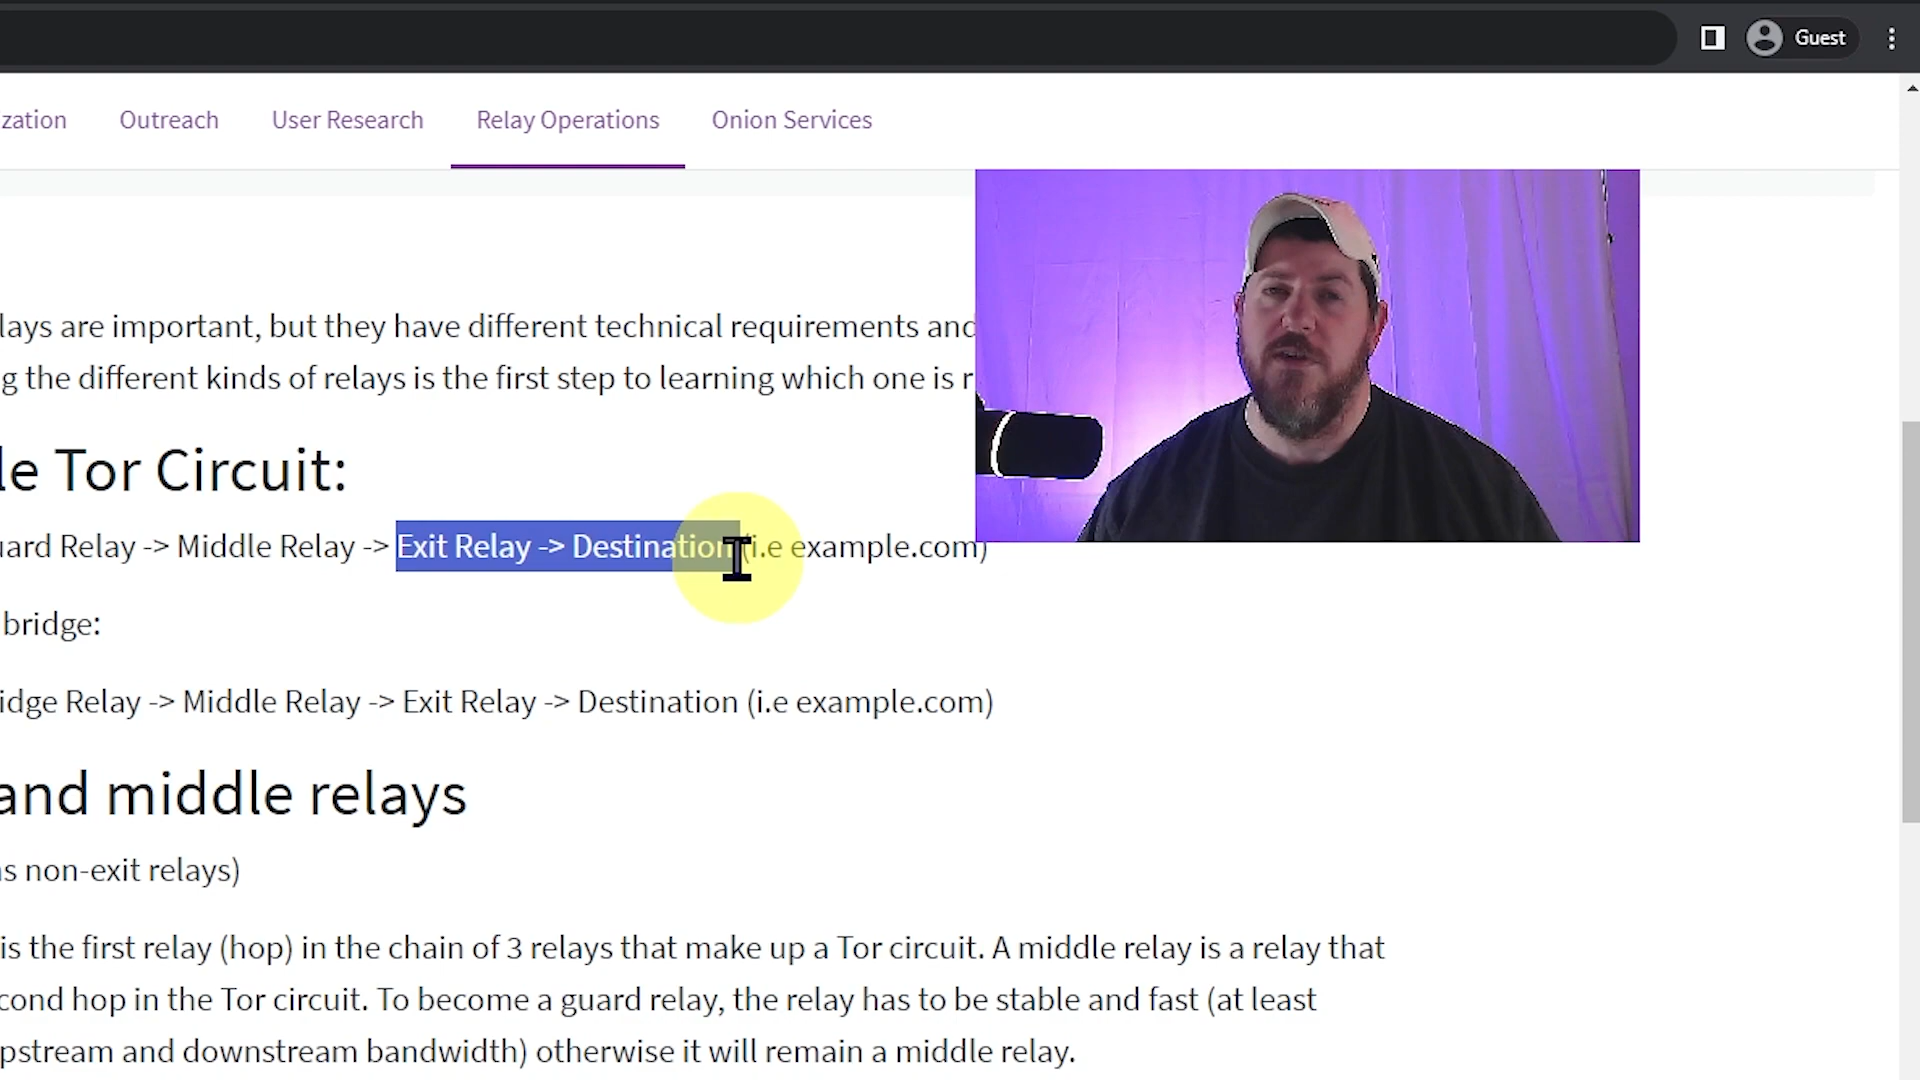 Guest
ization Outreach User Research Relay Operations Onion Services
lays are important, but they have different technical requirements and
g the different kinds of relays is the first step to learning which one is r
le Tor Circuit:
uard Relay -> Middle Relay -> Exit Relay -> Destination (i.e example.com)
bridge:
idge Relay -> Middle Relay -> Exit Relay -> Destination (i.e example.com)
and middle relays
as non-exit relays)
is the first relay (hop) in the chain of 3 relays that make up a Tor circuit. A middle relay is a relay that
cond hop in the Tor circuit. To become a guard relay, the relay has to be stable and fast (at least
pstream and downstream bandwidth) otherwise it will remain a middle relay.